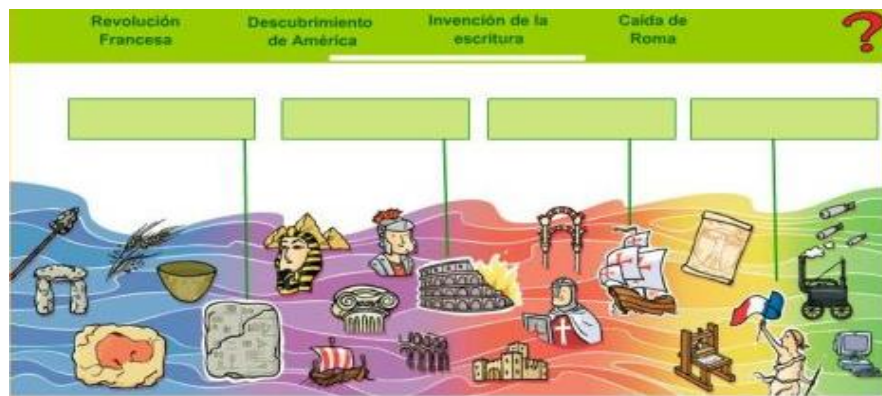 Revolución
Francesa
Descubrimiento
de América
Invención de la
escritura
Caída de
Roma
?